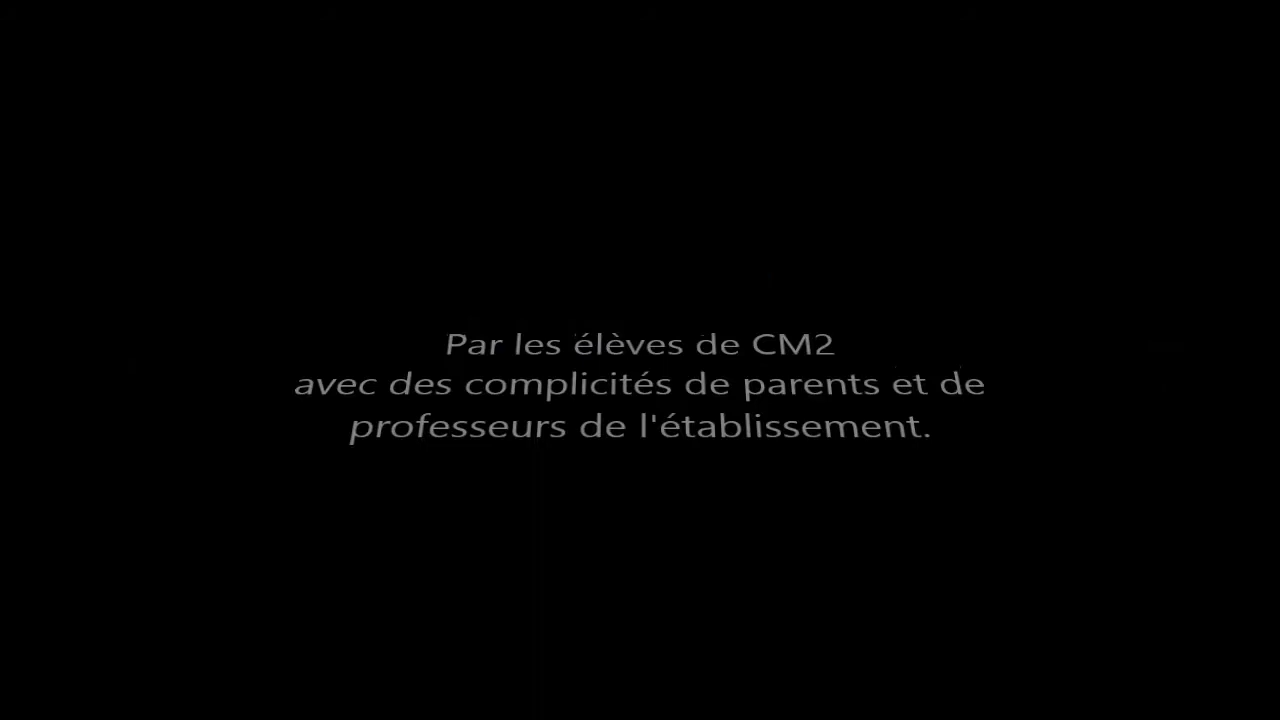 Par les élèves de CM2
avec des complicités de parents et de
professeurs de l'établissement.